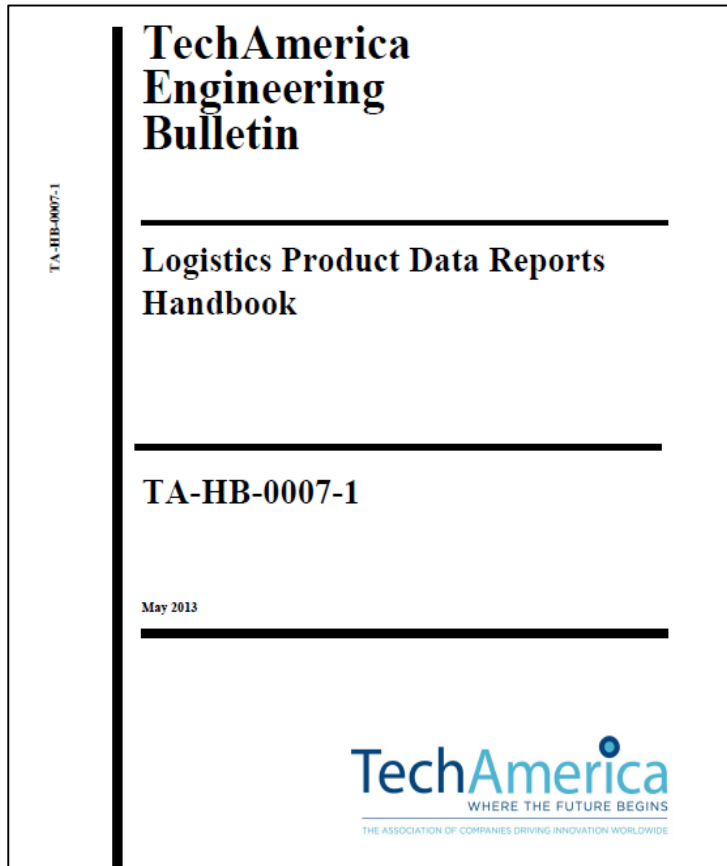 TechAmerica
Engineering
Bulletin
TA-HB-0007-1
Logistics Product Data Reports
Handbook
TA-HB-0007-1
May 2013
TechAmerica
WHERE THE FUTURE BEGINS
THE ASSOCIATION OF COMPANIES DRIVING INNOVATION WORLDWIDE